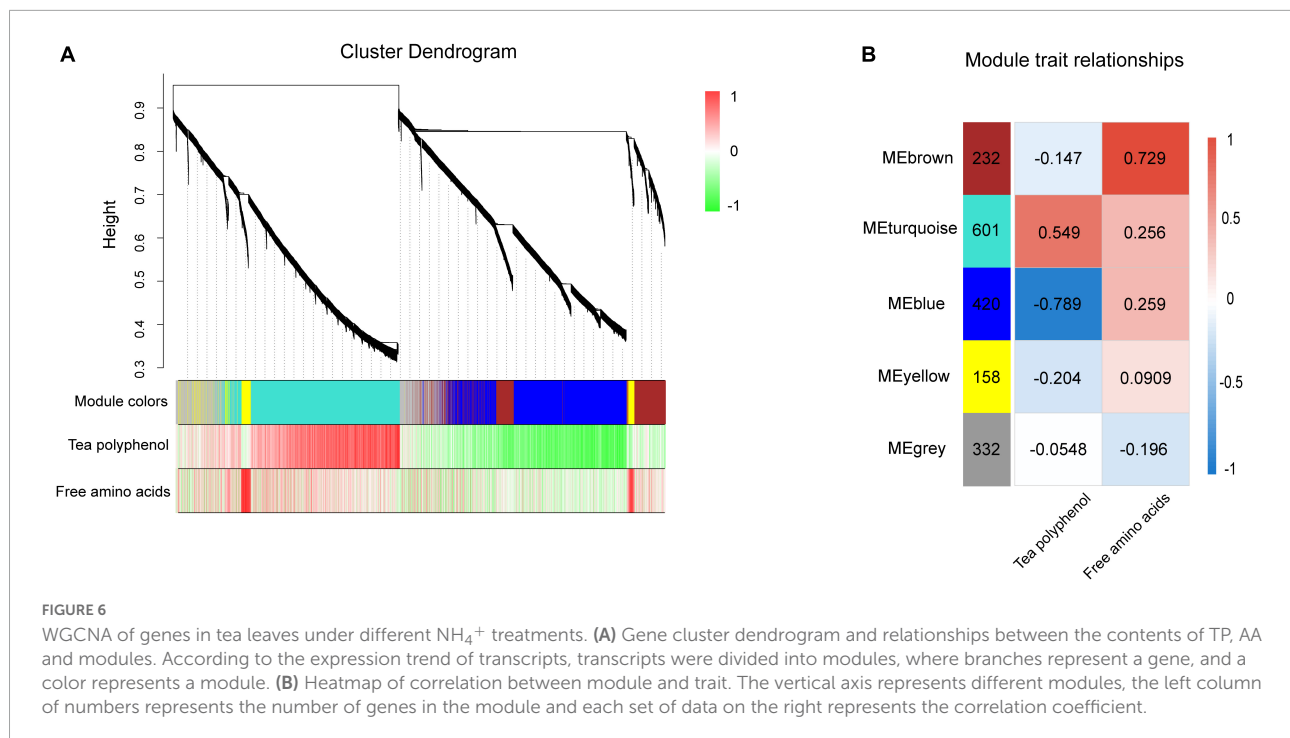 A
Cluster Dendrogram
Height
0.9
0.8
0.7
0.6
0.5
0.4
0.3
1
0
-1
Module colors
Tea polyphenol
Free amino acids
B
Module trait relationships
MEbrown 232 -0.147 0.729
MEturquoise 601 0.549 0.256
MEblue 420 -0.789 0.259
MEyellow 158 -0.204 0.0909
MEgrey 332 -0.0548 -0.196
Tea polyphenol
Free amino acids
1
0.5
0
-0.5
-1
FIGURE 6
WGCNA of genes in tea leaves under different NH₄⁺ treatments. (A) Gene cluster dendrogram and relationships between the contents of TP, AA
and modules. According to the expression trend of transcripts, transcripts were divided into modules, where branches represent a gene, and a
color represents a module. (B) Heatmap of correlation between module and trait. The vertical axis represents different modules, the left column
of numbers represents the number of genes in the module and each set of data on the right represents the correlation coefficient.